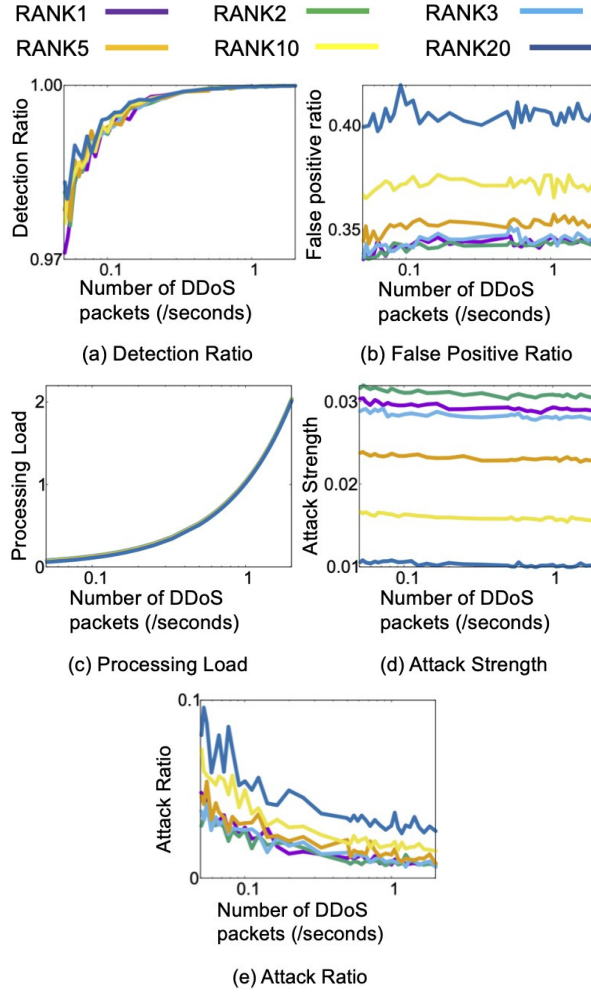 RANK1 RANK2 RANK3
RANK5 RANK10 RANK20
Detection Ratio
1.00
0.97
0.1 1
Number of DDoS
packets (/seconds)
(a) Detection Ratio
False positive ratio
0.40
0.35
0.1 1
Number of DDoS
packets (/seconds)
(b) False Positive Ratio
Processing Load
2
1
0
0.1 1
Number of DDoS
packets (/seconds)
(c) Processing Load
Attack Strength
0.03
0.02
0.01
0.1 1
Number of DDoS
packets (/seconds)
(d) Attack Strength
Attack Ratio
0.1
0
0.1 1
Number of DDoS
packets (/seconds)
(e) Attack Ratio